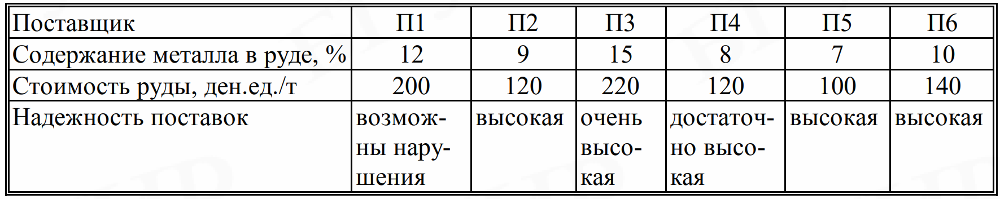 Поставщик П1 П2 П3 П4 П5 П6
Содержание металла в руде, % 12 9 15 8 7 10
Стоимость руды, ден.ед./т 200 120 220 120 100 140
Надежность поставок возмож- высокая очень достаточ- высокая высокая
ны нару- высо- но высо-
шения кая кая